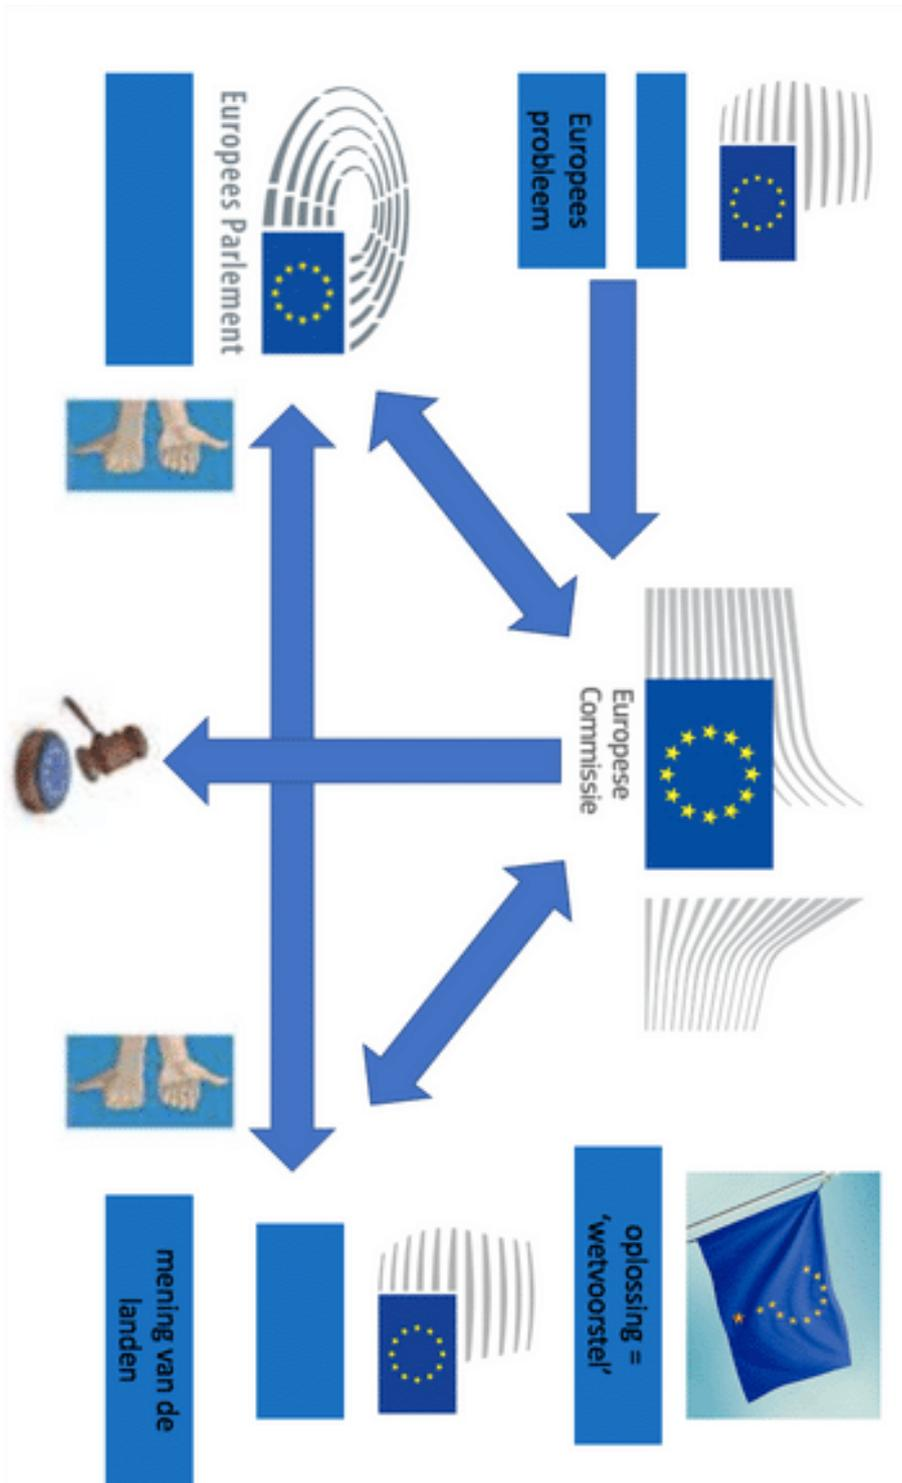 Europees
probleem
Europese
Commissie
oplossing =
'wetvoorstel'
Europees Parlement
mening van de
landen